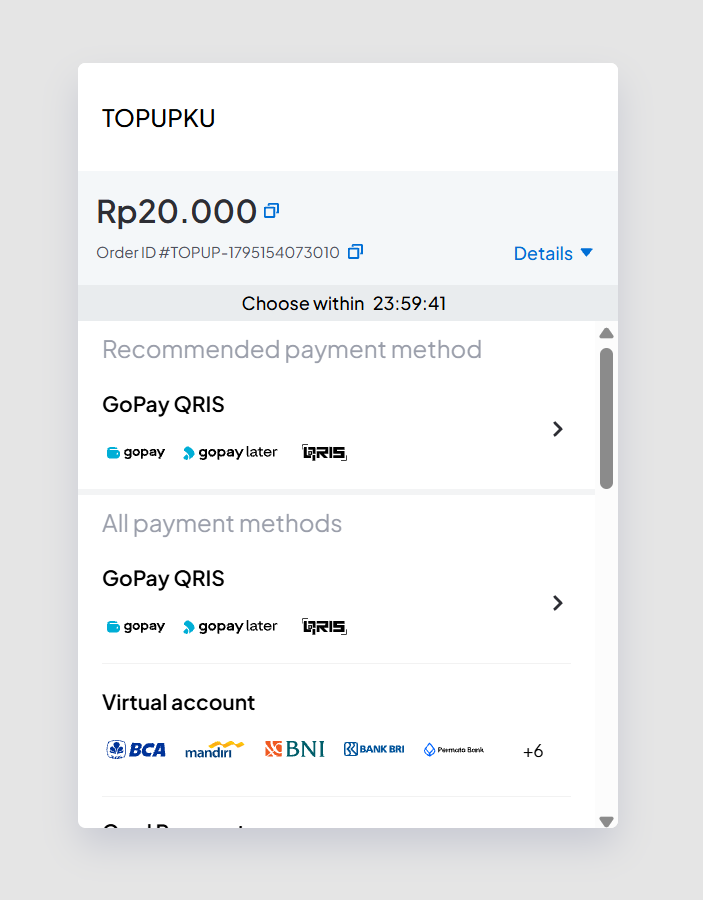 TOPUPKU
Rp20.000
Order ID #TOPUP-1795154073010
Details
Choose within 23:59:41
Recommended payment method
GoPay QRIS
gopay gopay later QRIS
All payment methods
GoPay QRIS
gopay gopay later QRIS
Virtual account
BCA mandiri BNI BANK BRI Permata Bank +6